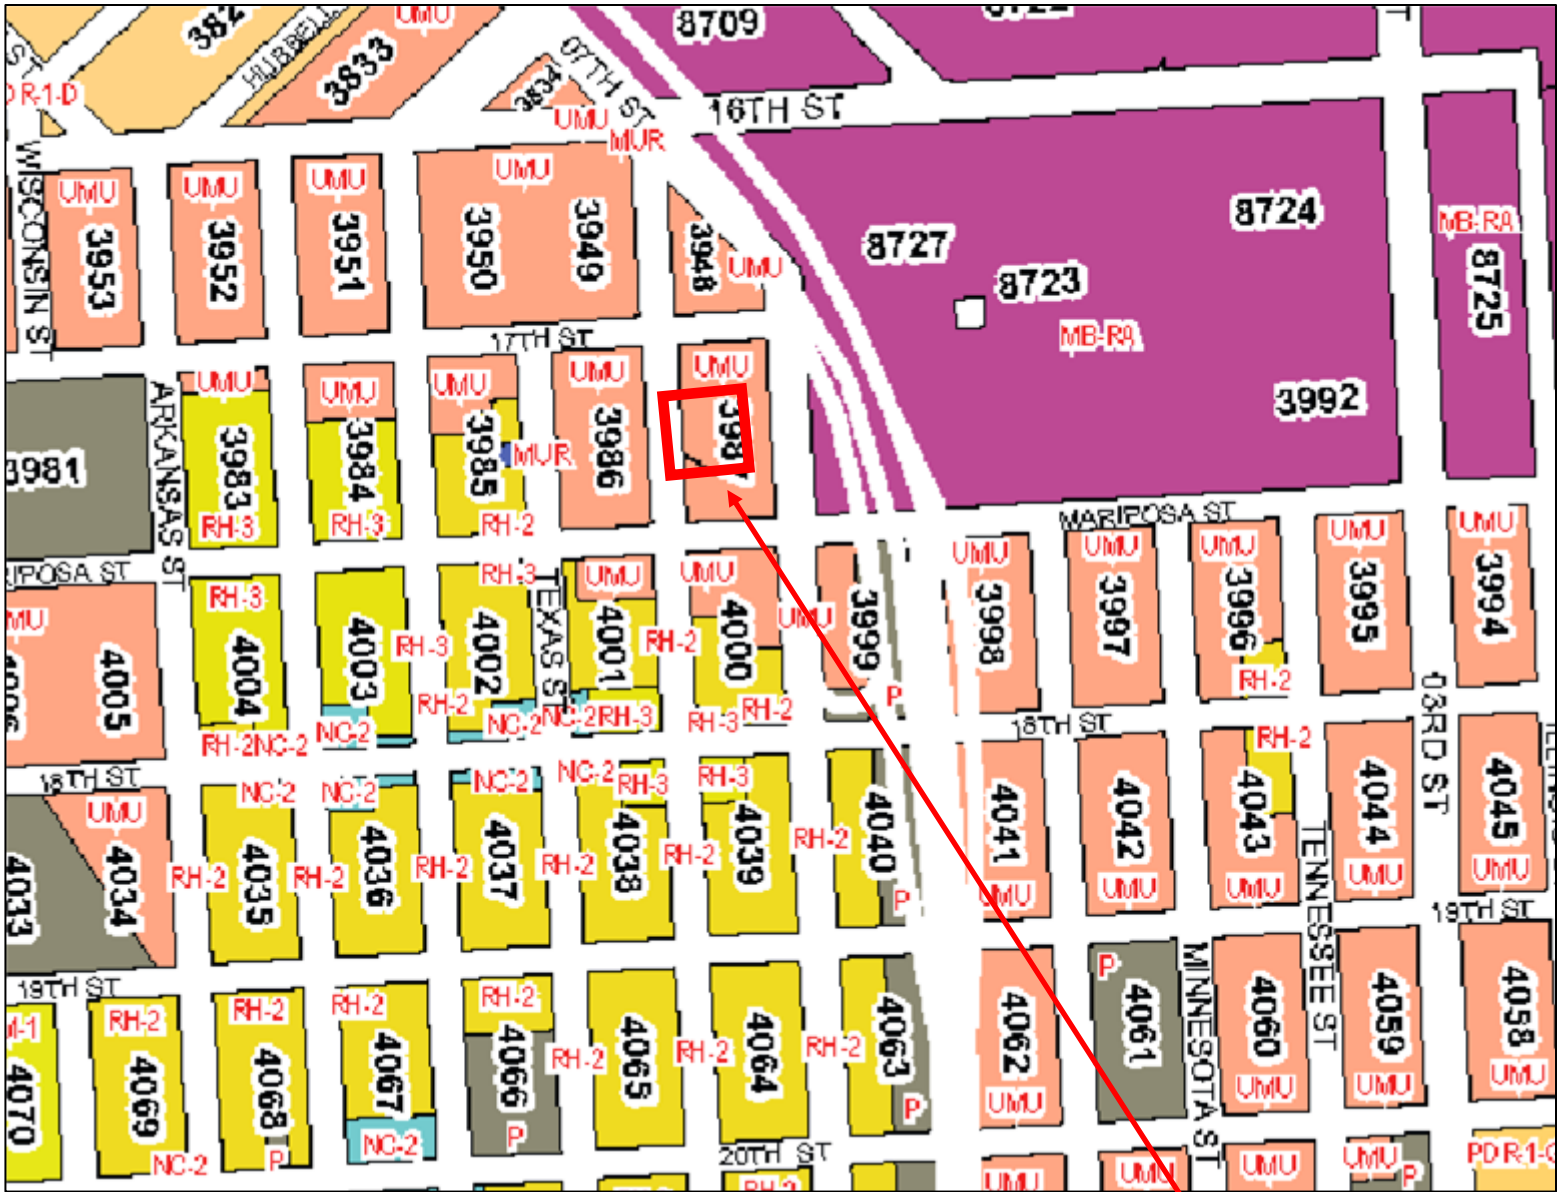 8709
UMU
3833
HUBBELL
07TH ST
3834
UMU
MUR
16TH ST
WISCONSIN ST
UMU
3953
UMU
3952
UMU
3951
UMU
3950
3949
3948
UMU
8727
8724
8723
MB-RA
3992
MB-RA
8725
17TH ST
3981
ARKANSAS ST
UMU
3983
RH-3
UMU
3984
RH-3
UMU
3985
MUR
RH-2
UMU
3986
UMU
MARIPOSA ST
4005
RH-3
4004
RH-2
NC-2
4003
NC-2
RH-3
RH-3
4002
RH-2
NC-2
TEXAS ST
UMU
4001
NC-2
RH-3
RH-2
UMU
4000
RH-3
RH-2
UMU
3999
P
UMU
3998
UMU
3997
UMU
3996
RH-2
UMU
3995
UMU
3994
18TH ST
18TH ST
03RD ST
4033
UMU
4034
RH-2
NC-2
4035
RH-2
NC-2
4036
RH-2
NC-2
4037
RH-2
NC-2
RH-3
4038
RH-2
RH-3
4039
RH-2
4040
P
4041
UMU
4042
UMU
4043
RH-2
UMU
TENNESSEE ST
4044
UMU
4045
UMU
19TH ST
19TH ST
4070
RH-2
4069
NC-2
RH-2
4068
P
RH-2
4067
NC-2
RH-2
4066
P
RH-2
4065
RH-2
4064
RH-2
4063
P
4062
UMU
P
4061
MINNESOTA ST
4060
UMU
4059
UMU
4058
UMU
20TH ST
UMU
UMU
UMU
UMU
P
RH-2